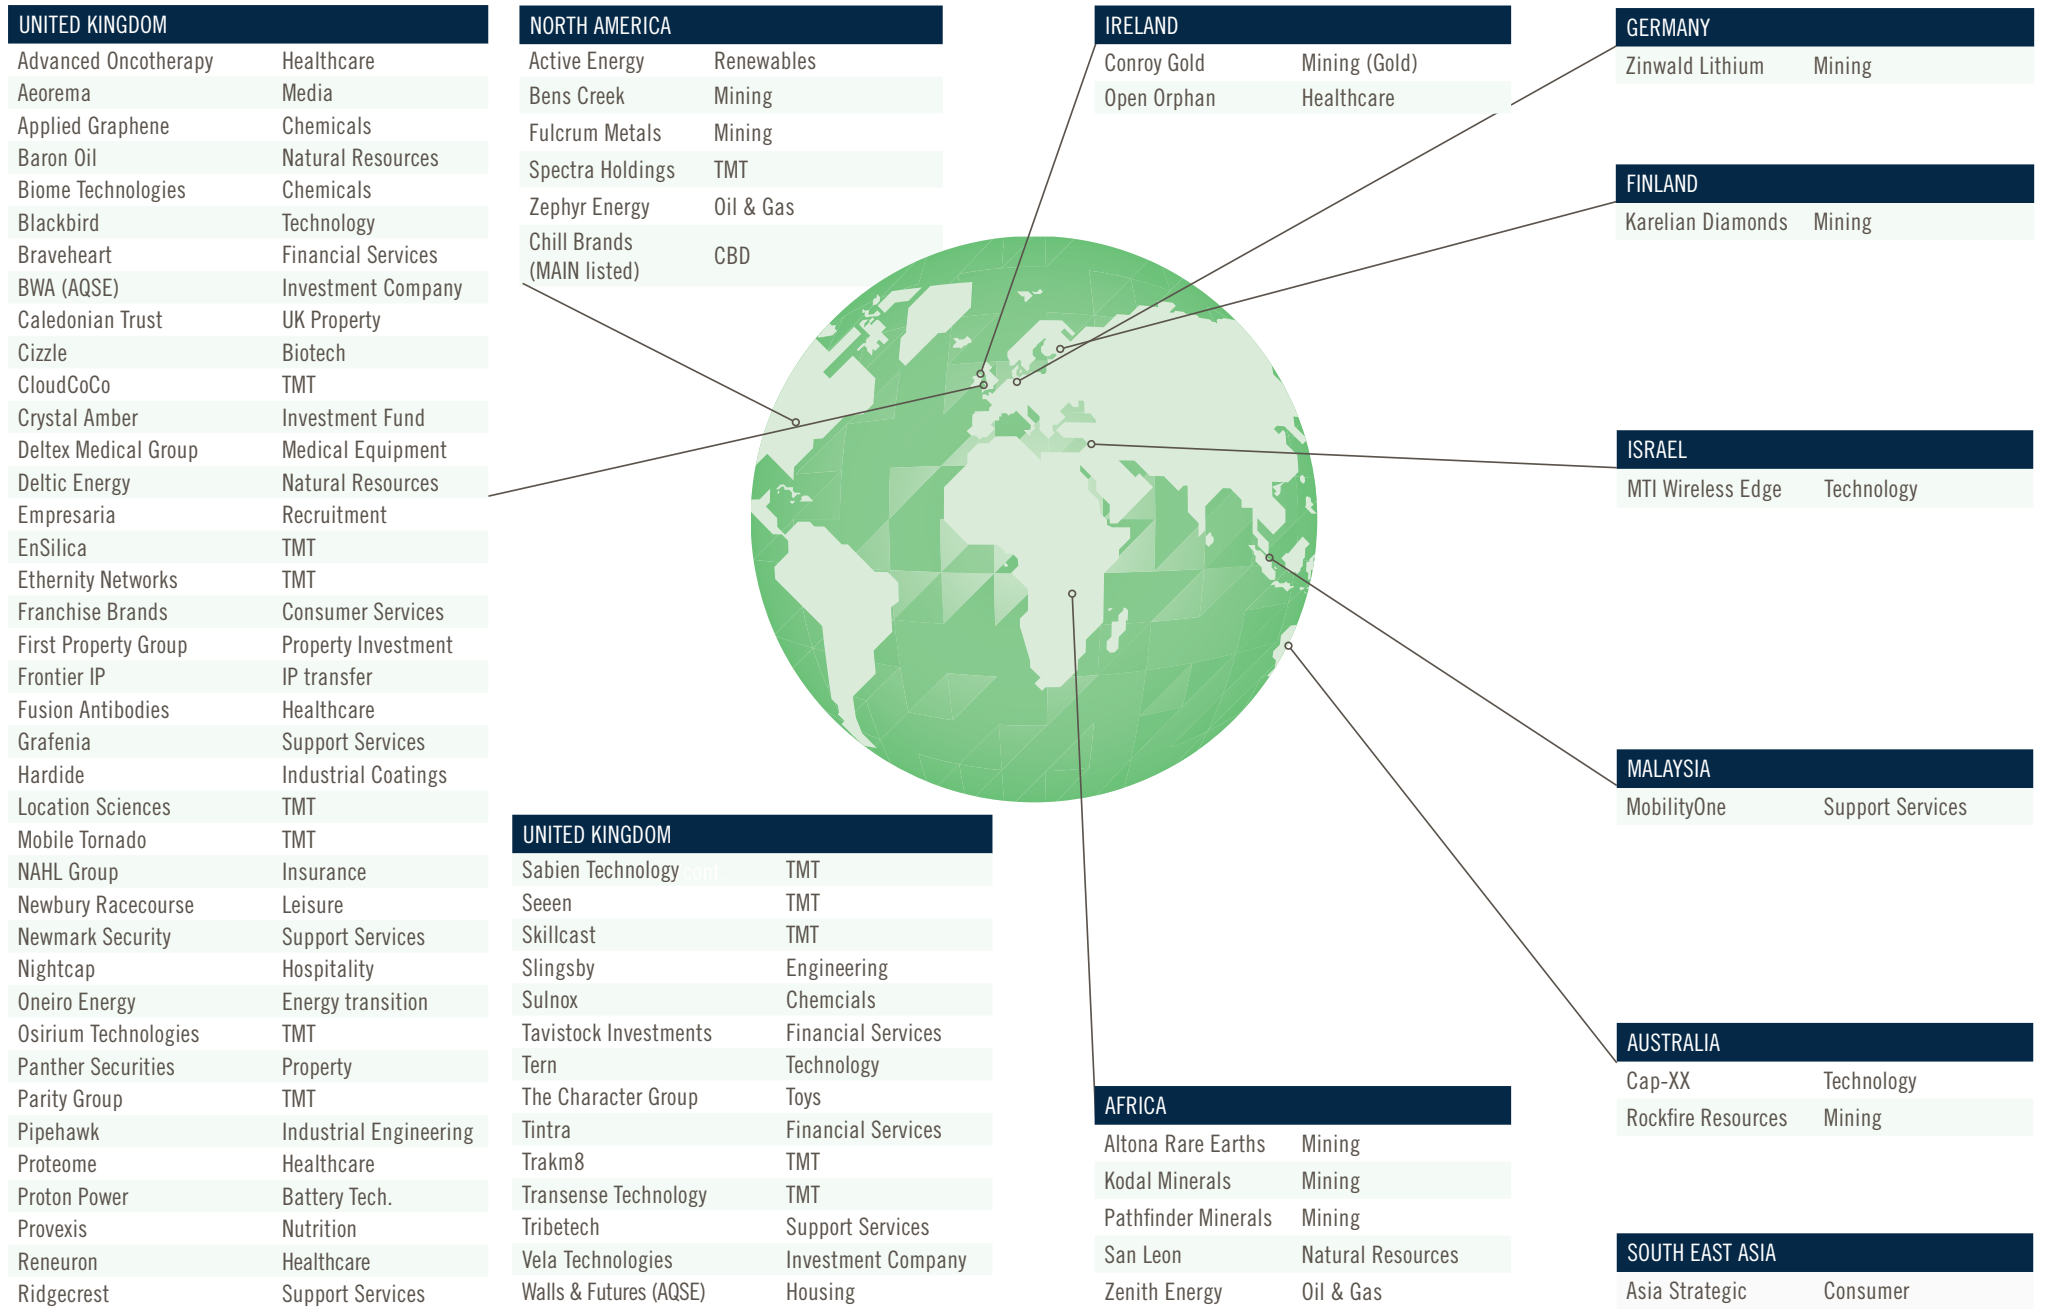 UNITED KINGDOM
Advanced Oncotherapy Healthcare
Aeorema Media
Applied Graphene Chemicals
Baron Oil Natural Resources
Biome Technologies Chemicals
Blackbird Technology
Braveheart Financial Services
BWA (AQSE) Investment Company
Caledonian Trust UK Property
Cizzle Biotech
CloudCoCo TMT
Crystal Amber Investment Fund
Deltex Medical Group Medical Equipment
Deltic Energy Natural Resources
Empresaria Recruitment
EnSilica TMT
Ethernity Networks TMT
Franchise Brands Consumer Services
First Property Group Property Investment
Frontier IP IP transfer
Fusion Antibodies Healthcare
Grafenia Support Services
Hardide Industrial Coatings
Location Sciences TMT
Mobile Tornado TMT
NAHL Group Insurance
Newbury Racecourse Leisure
Newmark Security Support Services
Nightcap Hospitality
Oneiro Energy Energy transition
Osirium Technologies TMT
Panther Securities Property
Parity Group TMT
Pipehawk Industrial Engineering
Proteome Healthcare
Proton Power Battery Tech.
Provexis Nutrition
Reneuron Healthcare
Ridgecrest Support Services
NORTH AMERICA
Active Energy Renewables
Bens Creek Mining
Fulcrum Metals Mining
Spectra Holdings TMT
Zephyr Energy Oil & Gas
Chill Brands
(MAIN listed) CBD
UNITED KINGDOM
cont
Sabien Technology TMT
Seeen TMT
Skillcast TMT
Slingsby Engineering
Sulnox Chemcials
Tavistock Investments Financial Services
Tern Technology
The Character Group Toys
Tintra Financial Services
Trakm8 TMT
Transense Technology TMT
Tribetech Support Services
Vela Technologies Investment Company
Walls & Futures (AQSE) Housing
IRELAND
Conroy Gold Mining (Gold)
Open Orphan Healthcare
AFRICA
Altona Rare Earths Mining
Kodal Minerals Mining
Pathfinder Minerals Mining
San Leon Natural Resources
Zenith Energy Oil & Gas
GERMANY
Zinwald Lithium Mining
FINLAND
Karelian Diamonds Mining
ISRAEL
MTI Wireless Edge Technology
MALAYSIA
MobilityOne Support Services
AUSTRALIA
Cap-XX Technology
Rockfire Resources Mining
SOUTH EAST ASIA
Asia Strategic Consumer